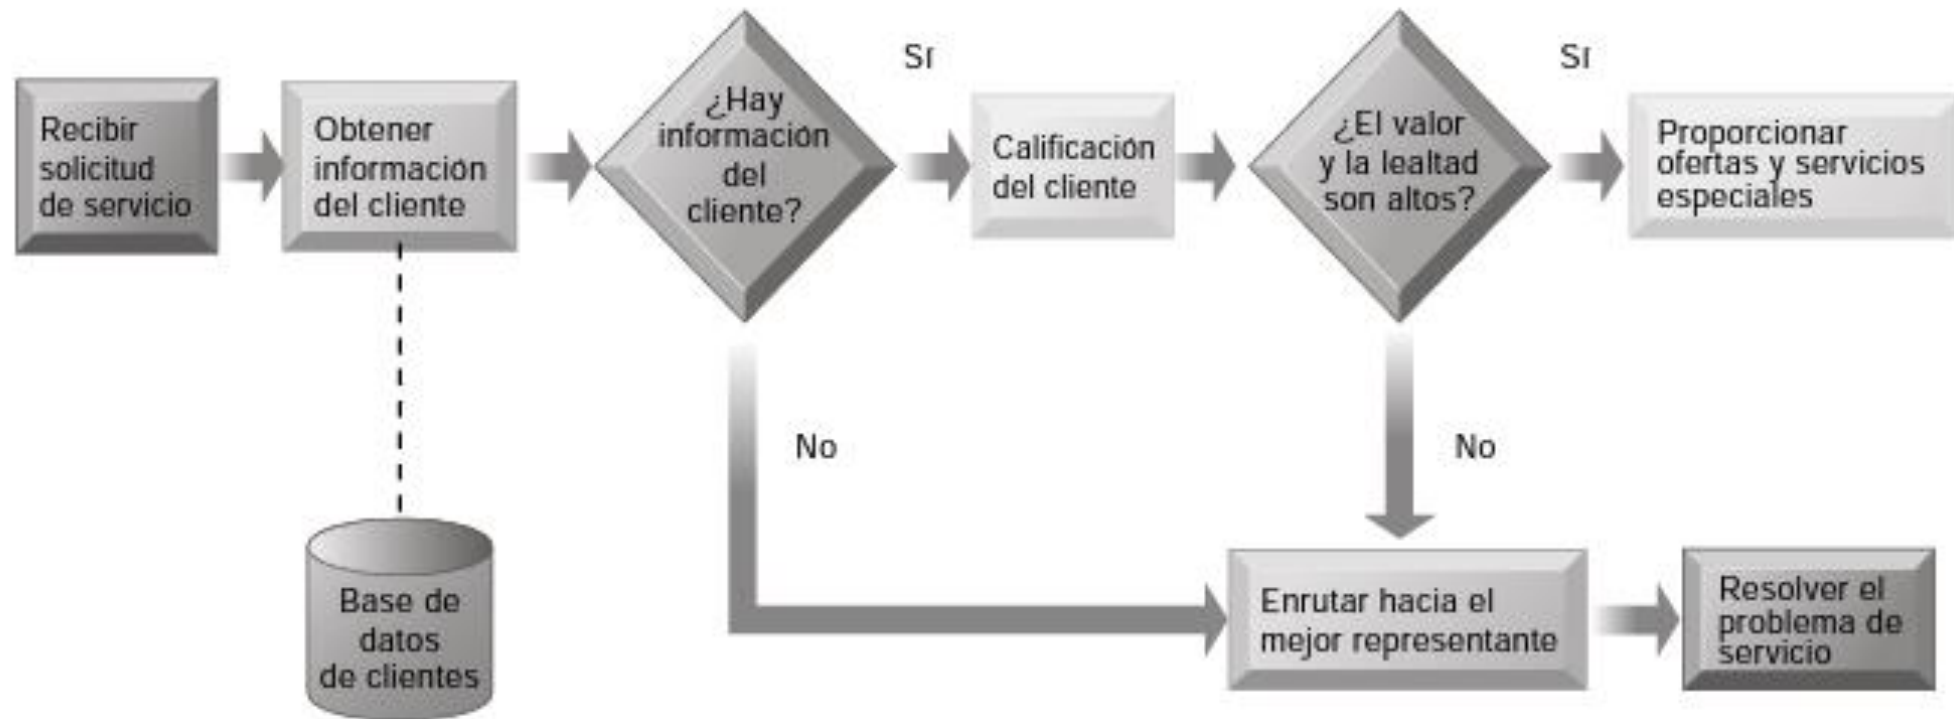 Recibir
solicitud
de servicio
Obtener
información
del cliente
¿Hay
información
del
cliente?
Sí
Calificación
del cliente
¿El valor
y la lealtad
son altos?
Sí
Proporcionar
ofertas y servicios
especiales
No
No
Base de
datos
de clientes
Enrutar hacia el
mejor representante
Resolver el
problema de
servicio